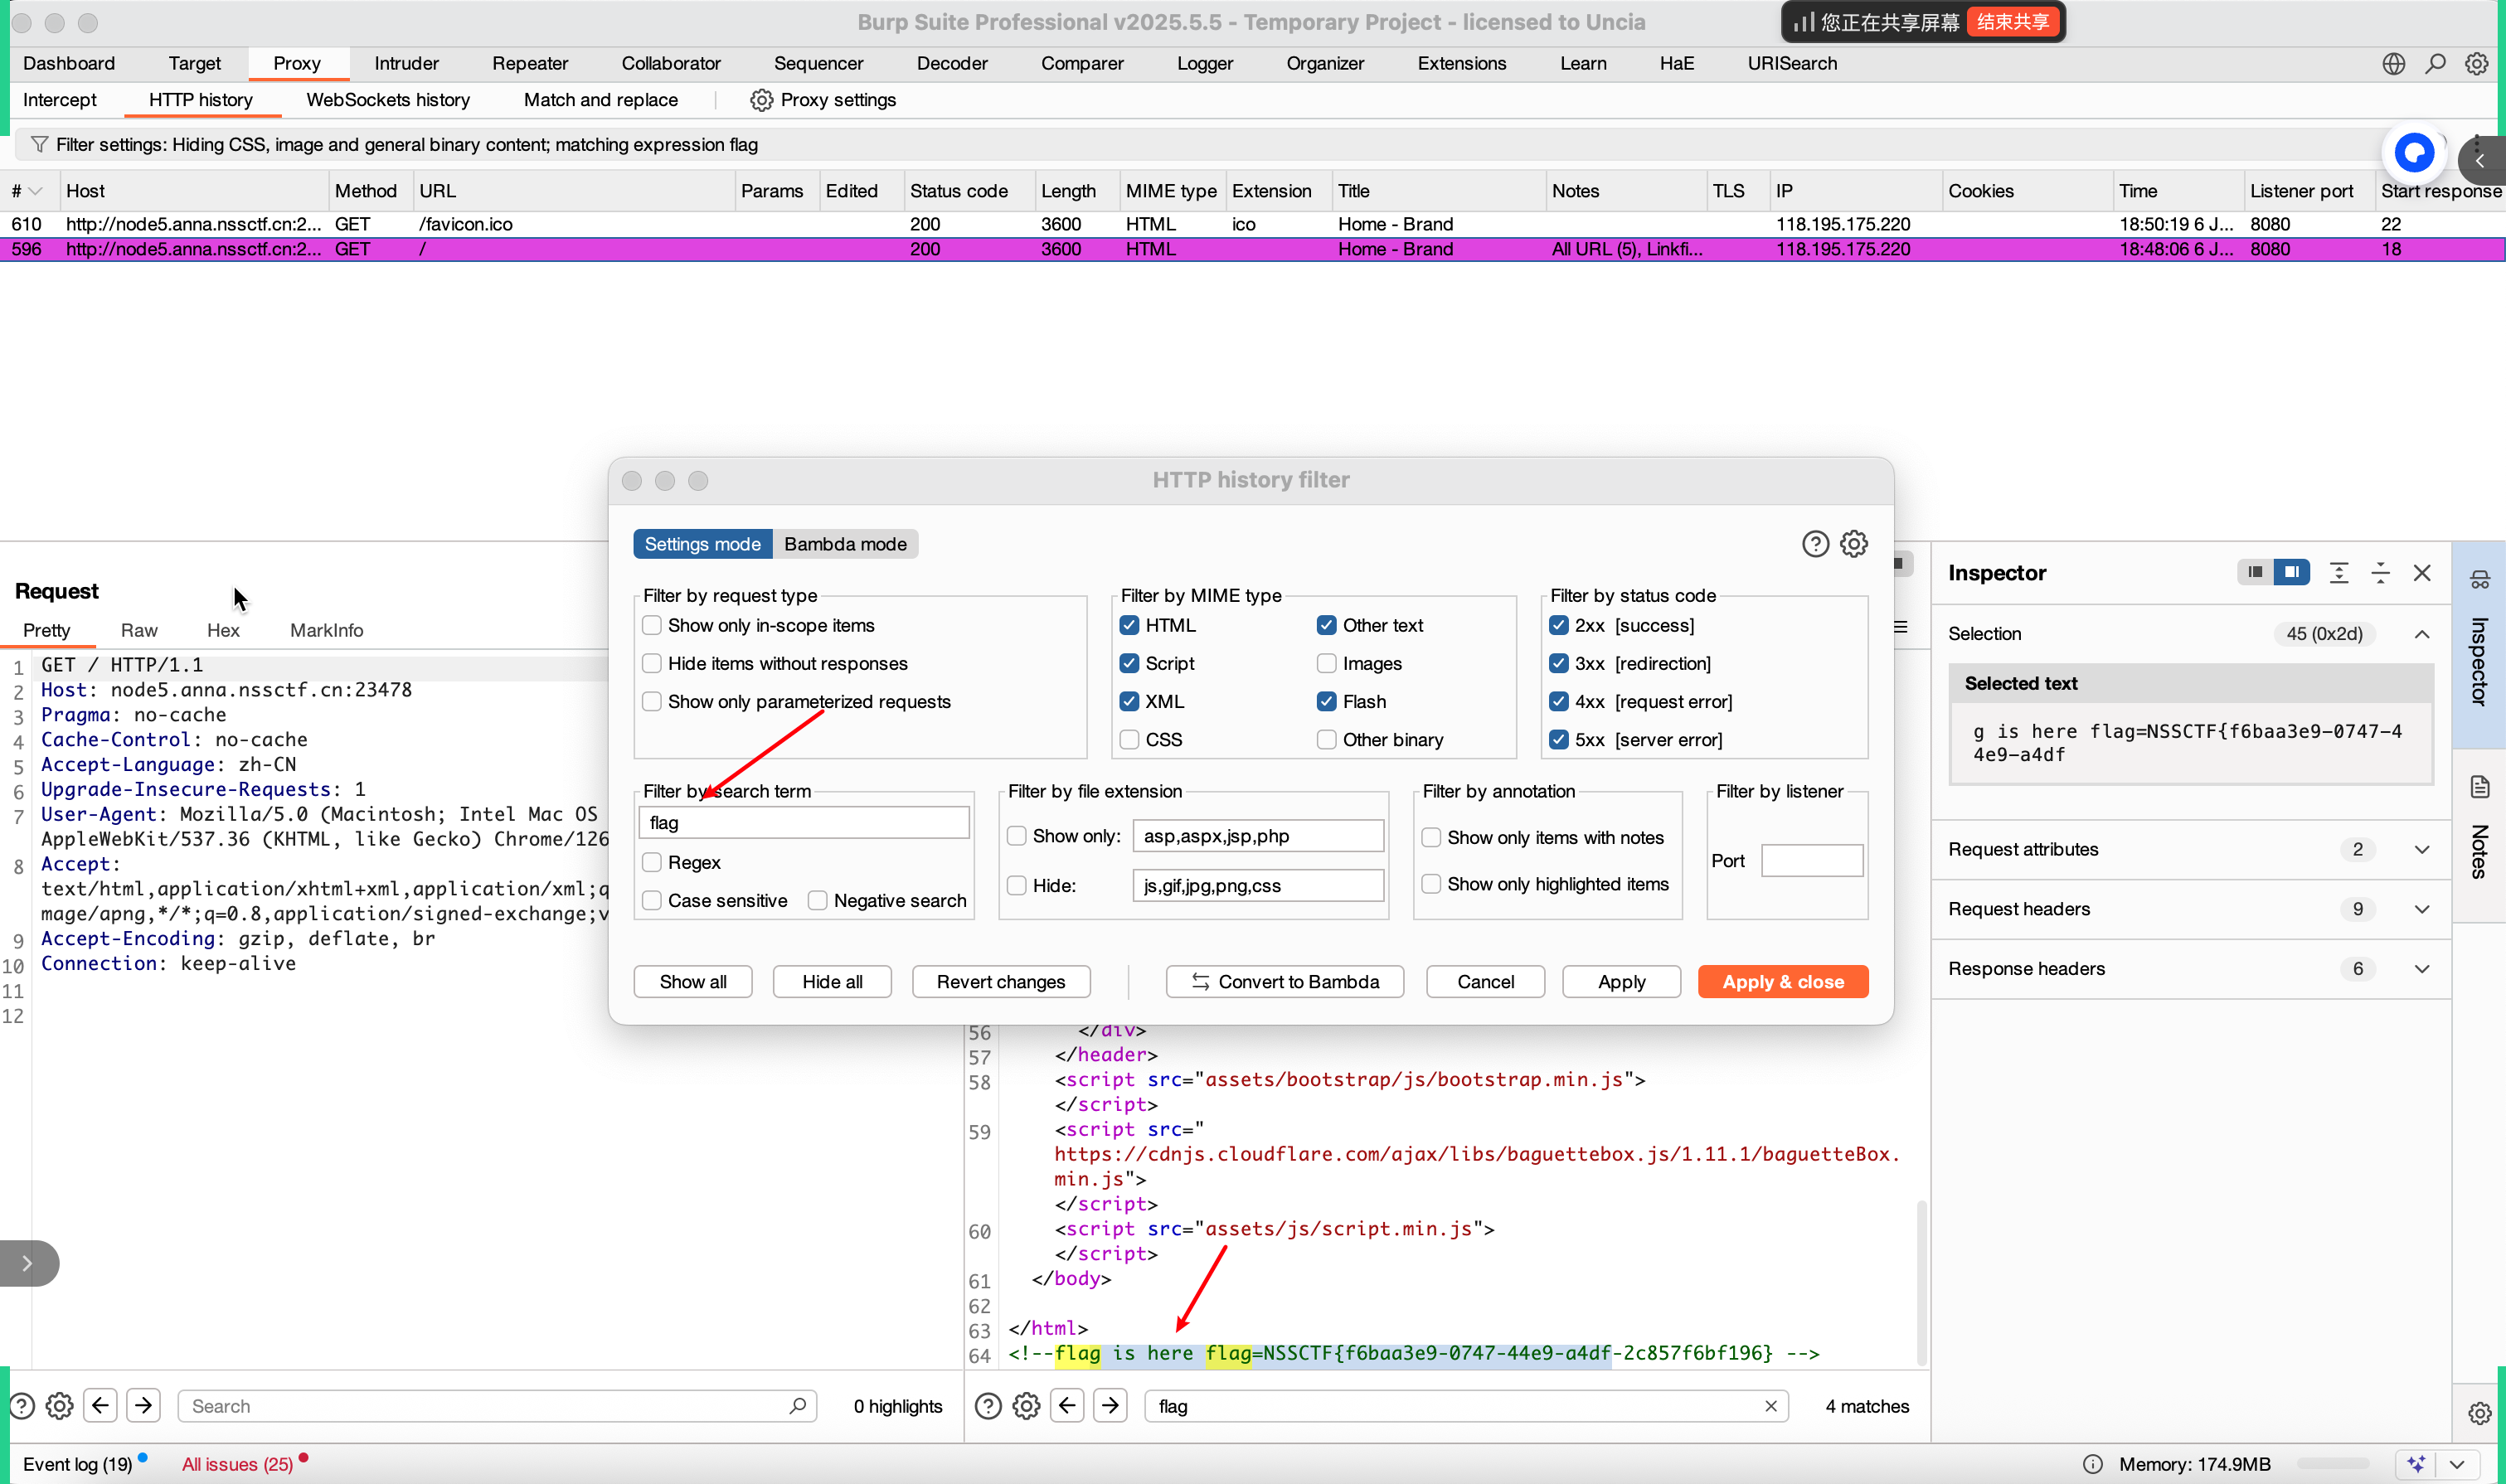 Burp Suite Professional v2025.5.5 - Temporary Project - licensed to Uncia
您正在共享屏幕 结束共享
Dashboard Target Proxy Intruder Repeater Collaborator Sequencer Decoder Comparer Logger Organizer Extensions Learn HaE URISearch
Intercept HTTP history WebSockets history Match and replace Proxy settings
Filter settings: Hiding CSS, image and general binary content; matching expression flag
# Host Method URL Params Edited Status code Length MIME type Extension Title Notes TLS IP Cookies Time Listener port Start response
610 http://node5.anna.nssctf.cn:2... GET /favicon.ico 200 3600 HTML ico Home - Brand 118.195.175.220 18:50:19 6 J... 8080 22
596 http://node5.anna.nssctf.cn:2... GET / 200 3600 HTML Home - Brand All URL (5), Linkfi... 118.195.175.220 18:48:06 6 J... 8080 18
HTTP history filter
Settings mode Bambda mode
Filter by request type
Show only in-scope items
Hide items without responses
Show only parameterized requests
Filter by MIME type
HTML Other text
Script Images
XML Flash
CSS Other binary
Filter by status code
2xx [success]
3xx [redirection]
4xx [request error]
5xx [server error]
Filter by search term
flag
Regex
Case sensitive Negative search
Filter by file extension
Show only: asp,aspx,jsp,php
Hide: js,gif,jpg,png,css
Filter by annotation
Show only items with notes
Show only highlighted items
Filter by listener
Port
Show all Hide all Revert changes Convert to Bambda Cancel Apply Apply & close
Request
Pretty Raw Hex MarkInfo
1 GET / HTTP/1.1
2 Host: node5.anna.nssctf.cn:23478
3 Pragma: no-cache
4 Cache-Control: no-cache
5 Accept-Language: zh-CN
6 Upgrade-Insecure-Requests: 1
7 User-Agent: Mozilla/5.0 (Macintosh; Intel Mac OS
AppleWebKit/537.36 (KHTML, like Gecko) Chrome/126
8 Accept:
text/html,application/xhtml+xml,application/xml;q
mage/apng,*/*;q=0.8,application/signed-exchange;v
9 Accept-Encoding: gzip, deflate, br
10 Connection: keep-alive
11
12
56 </div>
57 </header>
58 <script src="assets/bootstrap/js/bootstrap.min.js">
</script>
59 <script src="
https://cdnjs.cloudflare.com/ajax/libs/baguettebox.js/1.11.1/baguetteBox.
min.js">
</script>
60 <script src="assets/js/script.min.js">
</script>
61 </body>
62
63 </html>
64 <!--flag is here flag=NSSCTF{f6baa3e9-0747-44e9-a4df-2c857f6bf196} -->
Inspector
Selection 45 (0x2d)
Selected text
g is here flag=NSSCTF{f6baa3e9-0747-4
4e9-a4df
Request attributes 2
Request headers 9
Response headers 6
Inspector
Notes
Search 0 highlights
flag 4 matches
Event log (19) All issues (25) Memory: 174.9MB